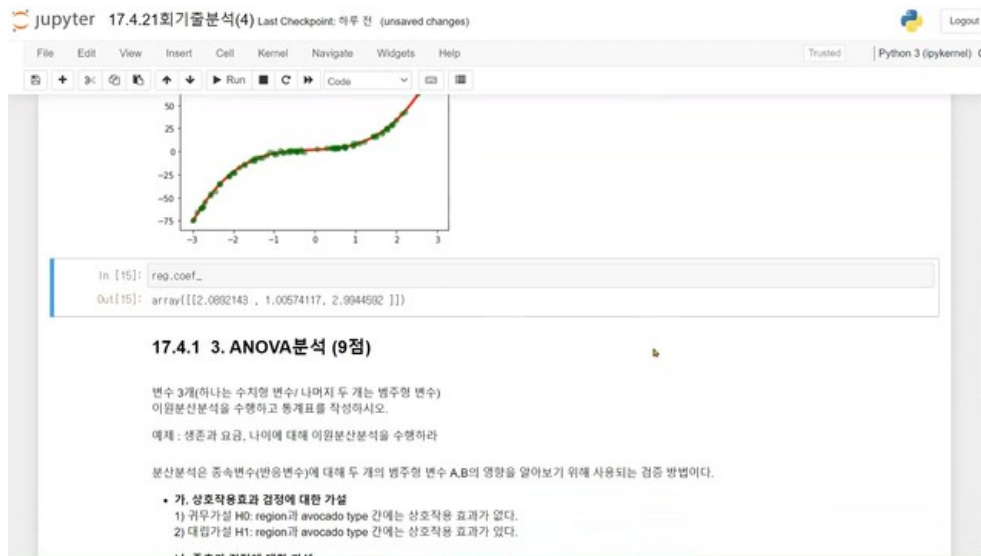 jupyter 17.4.21회기출분석(4) Last Checkpoint: 하루 전 (unsaved changes)
Logout
File Edit View Insert Cell Kernel Navigate Widgets Help
Trusted Python 3 (ipykernel)
Run Code
50
25
0
−25
−50
−75
−3 −2 −1 0 1 2 3
In [15]: reg.coef_
Out[15]: array([[2.0892143 , 1.00574117, 2.9944592 ]])
17.4.1 3. ANOVA분석 (9점)
변수 3개(하나는 수치형 변수/ 나머지 두 개는 범주형 변수)
이원분산분석을 수행하고 통계표를 작성하시오.
예제 : 생존과 요금, 나이에 대해 이원분산분석을 수행하라
분산분석은 종속변수(반응변수)에 대해 두 개의 범주형 변수 A,B의 영향을 알아보기 위해 사용되는 검증 방법이다.
• 가. 상호작용효과 검정에 대한 가설
1) 귀무가설 H0: region과 avocado type 간에는 상호작용 효과가 없다.
2) 대립가설 H1: region과 avocado type 간에는 상호작용 효과가 있다.